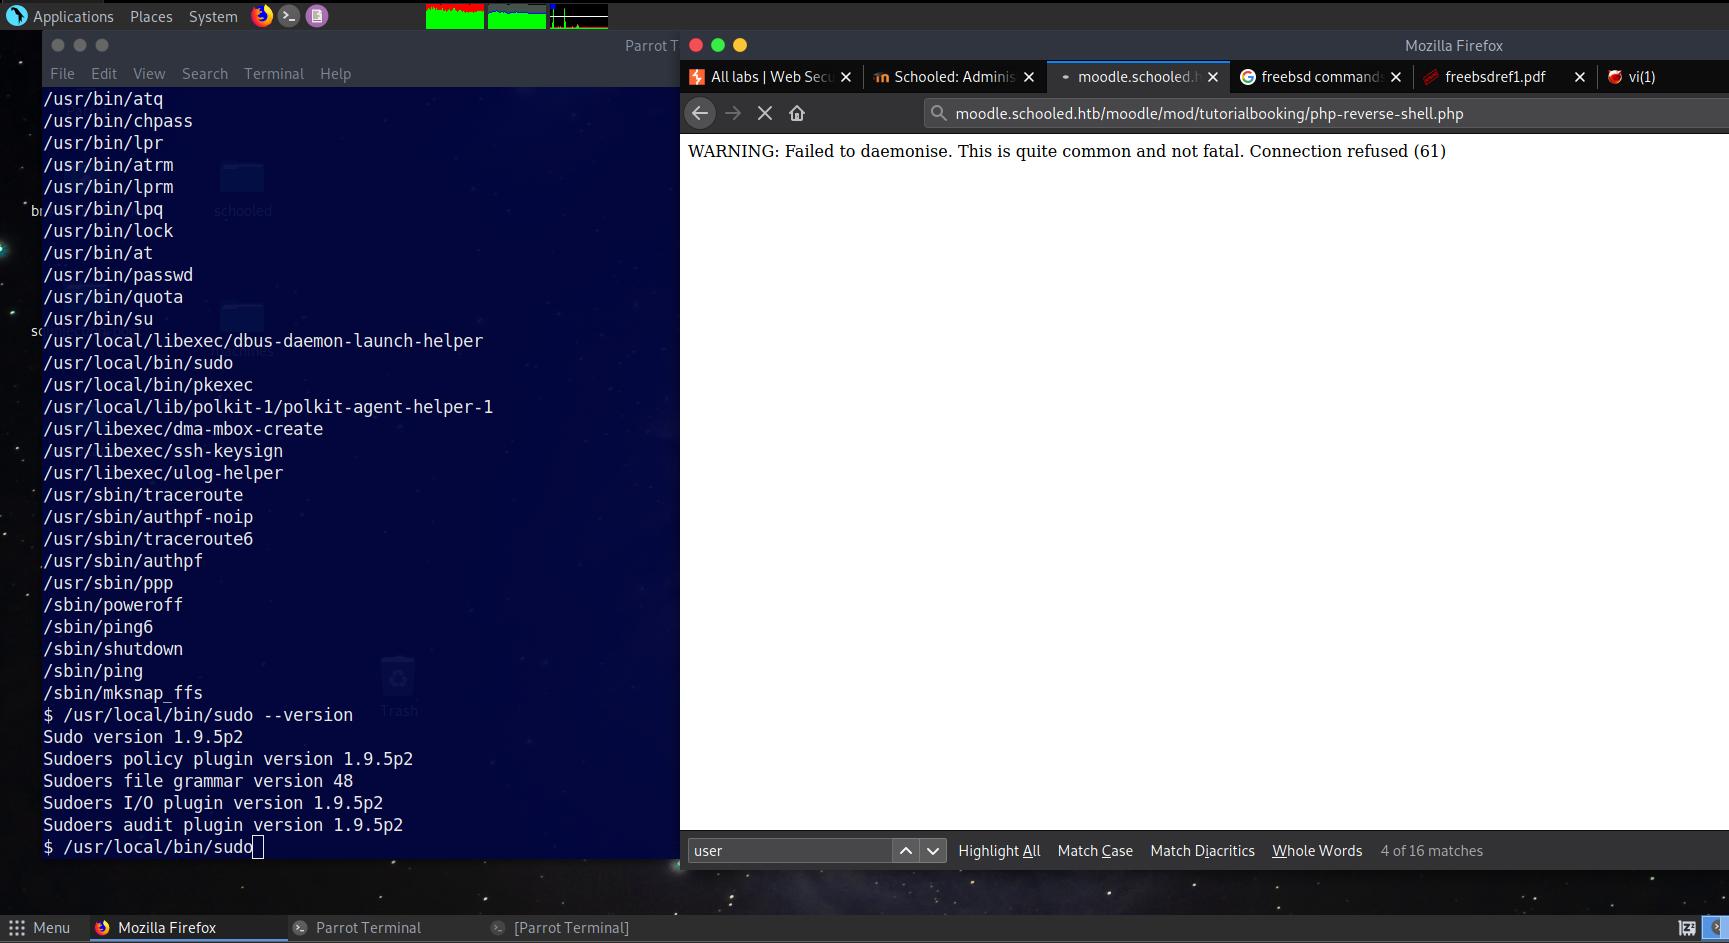 Applications Places System
Parrot T
File Edit View Search Terminal Help
/usr/bin/atq
/usr/bin/chpass
/usr/bin/lpr
/usr/bin/atrm
/usr/bin/lprm
/usr/bin/lpq
/usr/bin/lock
/usr/bin/at
/usr/bin/passwd
/usr/bin/quota
/usr/bin/su
/usr/local/libexec/dbus-daemon-launch-helper
/usr/local/bin/sudo
/usr/local/bin/pkexec
/usr/local/lib/polkit-1/polkit-agent-helper-1
/usr/libexec/dma-mbox-create
/usr/libexec/ssh-keysign
/usr/libexec/ulog-helper
/usr/sbin/traceroute
/usr/sbin/authpf-noip
/usr/sbin/traceroute6
/usr/sbin/authpf
/usr/sbin/ppp
/sbin/poweroff
/sbin/ping6
/sbin/shutdown
/sbin/ping
/sbin/mksnap_ffs
$ /usr/local/bin/sudo --version
Sudo version 1.9.5p2
Sudoers policy plugin version 1.9.5p2
Sudoers file grammar version 48
Sudoers I/O plugin version 1.9.5p2
Sudoers audit plugin version 1.9.5p2
$ /usr/local/bin/sudo
schooled
Trash
Mozilla Firefox
All labs | Web Secu
Schooled: Adminis
moodle.schooled.h
freebsd command
freebsdref1.pdf
vi(1)
moodle.schooled.htb/moodle/mod/tutorialbooking/php-reverse-shell.php
WARNING: Failed to daemonise. This is quite common and not fatal. Connection refused (61)
user Highlight All Match Case Match Diacritics Whole Words 4 of 16 matches
Menu Mozilla Firefox Parrot Terminal [Parrot Terminal]